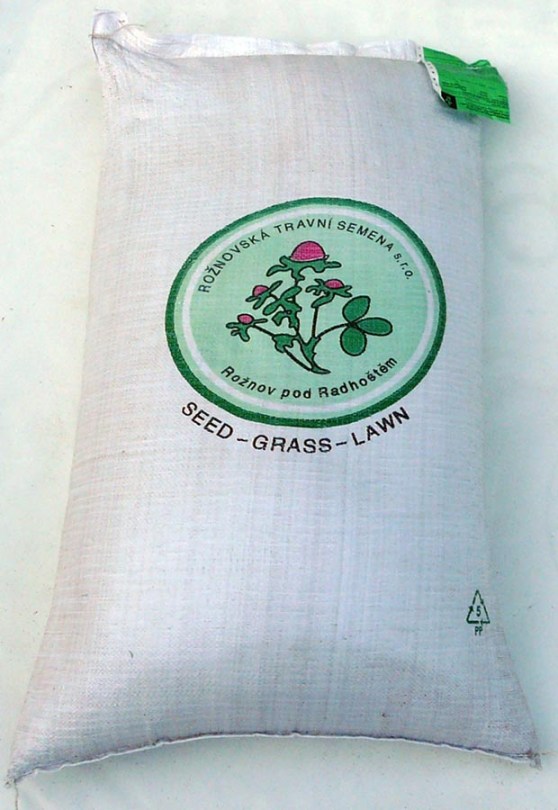 ROŽNOVSKÁ TRAVNÍ SEMENA s.r.o.
Rožnov pod Radhoštěm
SEED – GRASS – LAWN
5
PP